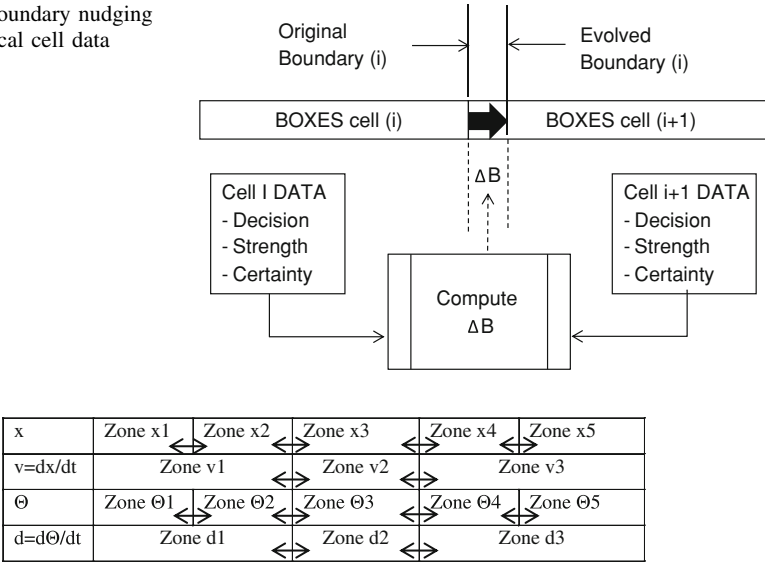 oundary nudging
cal cell data
Original
Boundary (i)
Evolved
Boundary (i)
BOXES cell (i)
BOXES cell (i+1)
ΔB
Cell I DATA
- Decision
- Strength
- Certainty
Cell i+1 DATA
- Decision
- Strength
- Certainty
Compute
ΔB
x Zone x1 Zone x2 Zone x3 Zone x4 Zone x5
v=dx/dt Zone v1 Zone v2 Zone v3
Θ Zone Θ1 Zone Θ2 Zone Θ3 Zone Θ4 Zone Θ5
d=dΘ/dt Zone d1 Zone d2 Zone d3